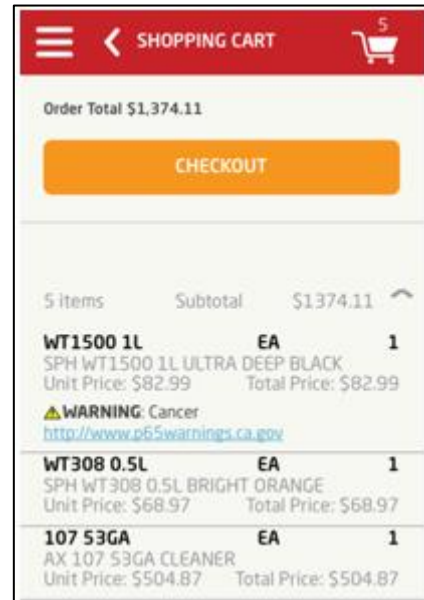 5
SHOPPING CART
Order Total $1,374.11
CHECKOUT
5 items Subtotal $1374.11
WT1500 1L EA 1
SPH WT1500 1L ULTRA DEEP BLACK
Unit Price: $82.99 Total Price: $82.99
WARNING: Cancer
http://www.p65warnings.ca.gov
WT308 0.5L EA 1
SPH WT308 0.5L BRIGHT ORANGE
Unit Price: $68.97 Total Price: $68.97
107 53GA EA 1
AX 107 53GA CLEANER
Unit Price: $504.87 Total Price: $504.87